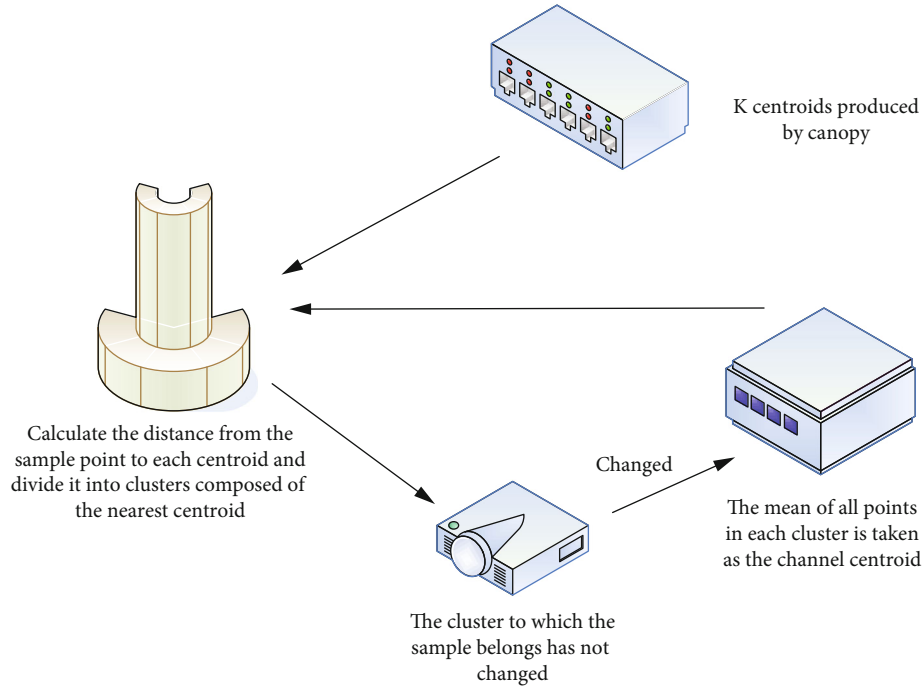 K centroids produced
by canopy
Calculate the distance from the
sample point to each centroid and
divide it into clusters composed of
the nearest centroid
Changed
The mean of all points
in each cluster is taken
as the channel centroid
The cluster to which the
sample belongs has not
changed